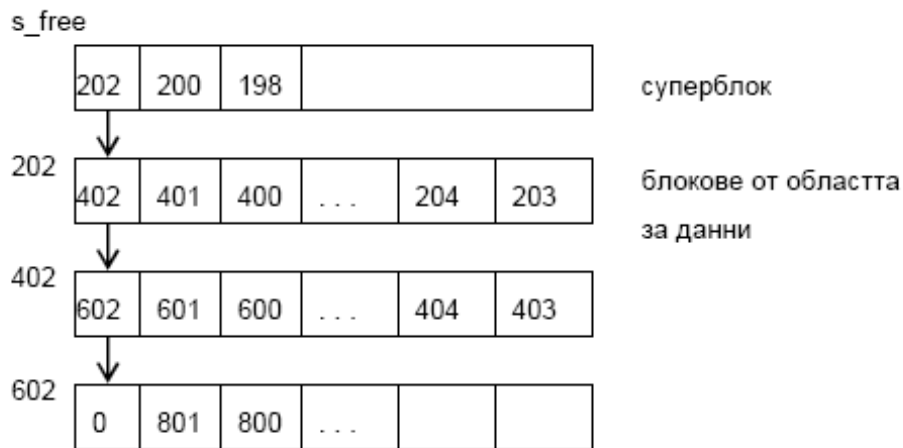 s_free
202 200 198 суперблок
202
402 401 400 . . . 204 203 блокове от областта
за данни
402
602 601 600 . . . 404 403
602
0 801 800 . . .